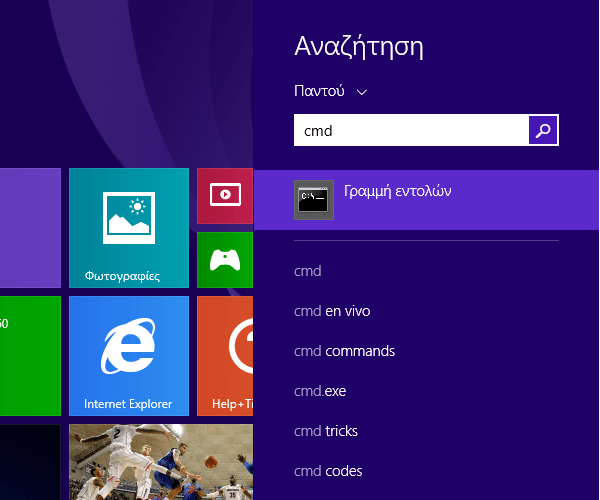 Αναζήτηση
Παντού
cmd
Γραμμή εντολών
cmd
cmd en vivo
cmd commands
cmd.exe
cmd tricks
cmd codes
Φωτογραφίες
60
Internet Explorer
Help+Ti